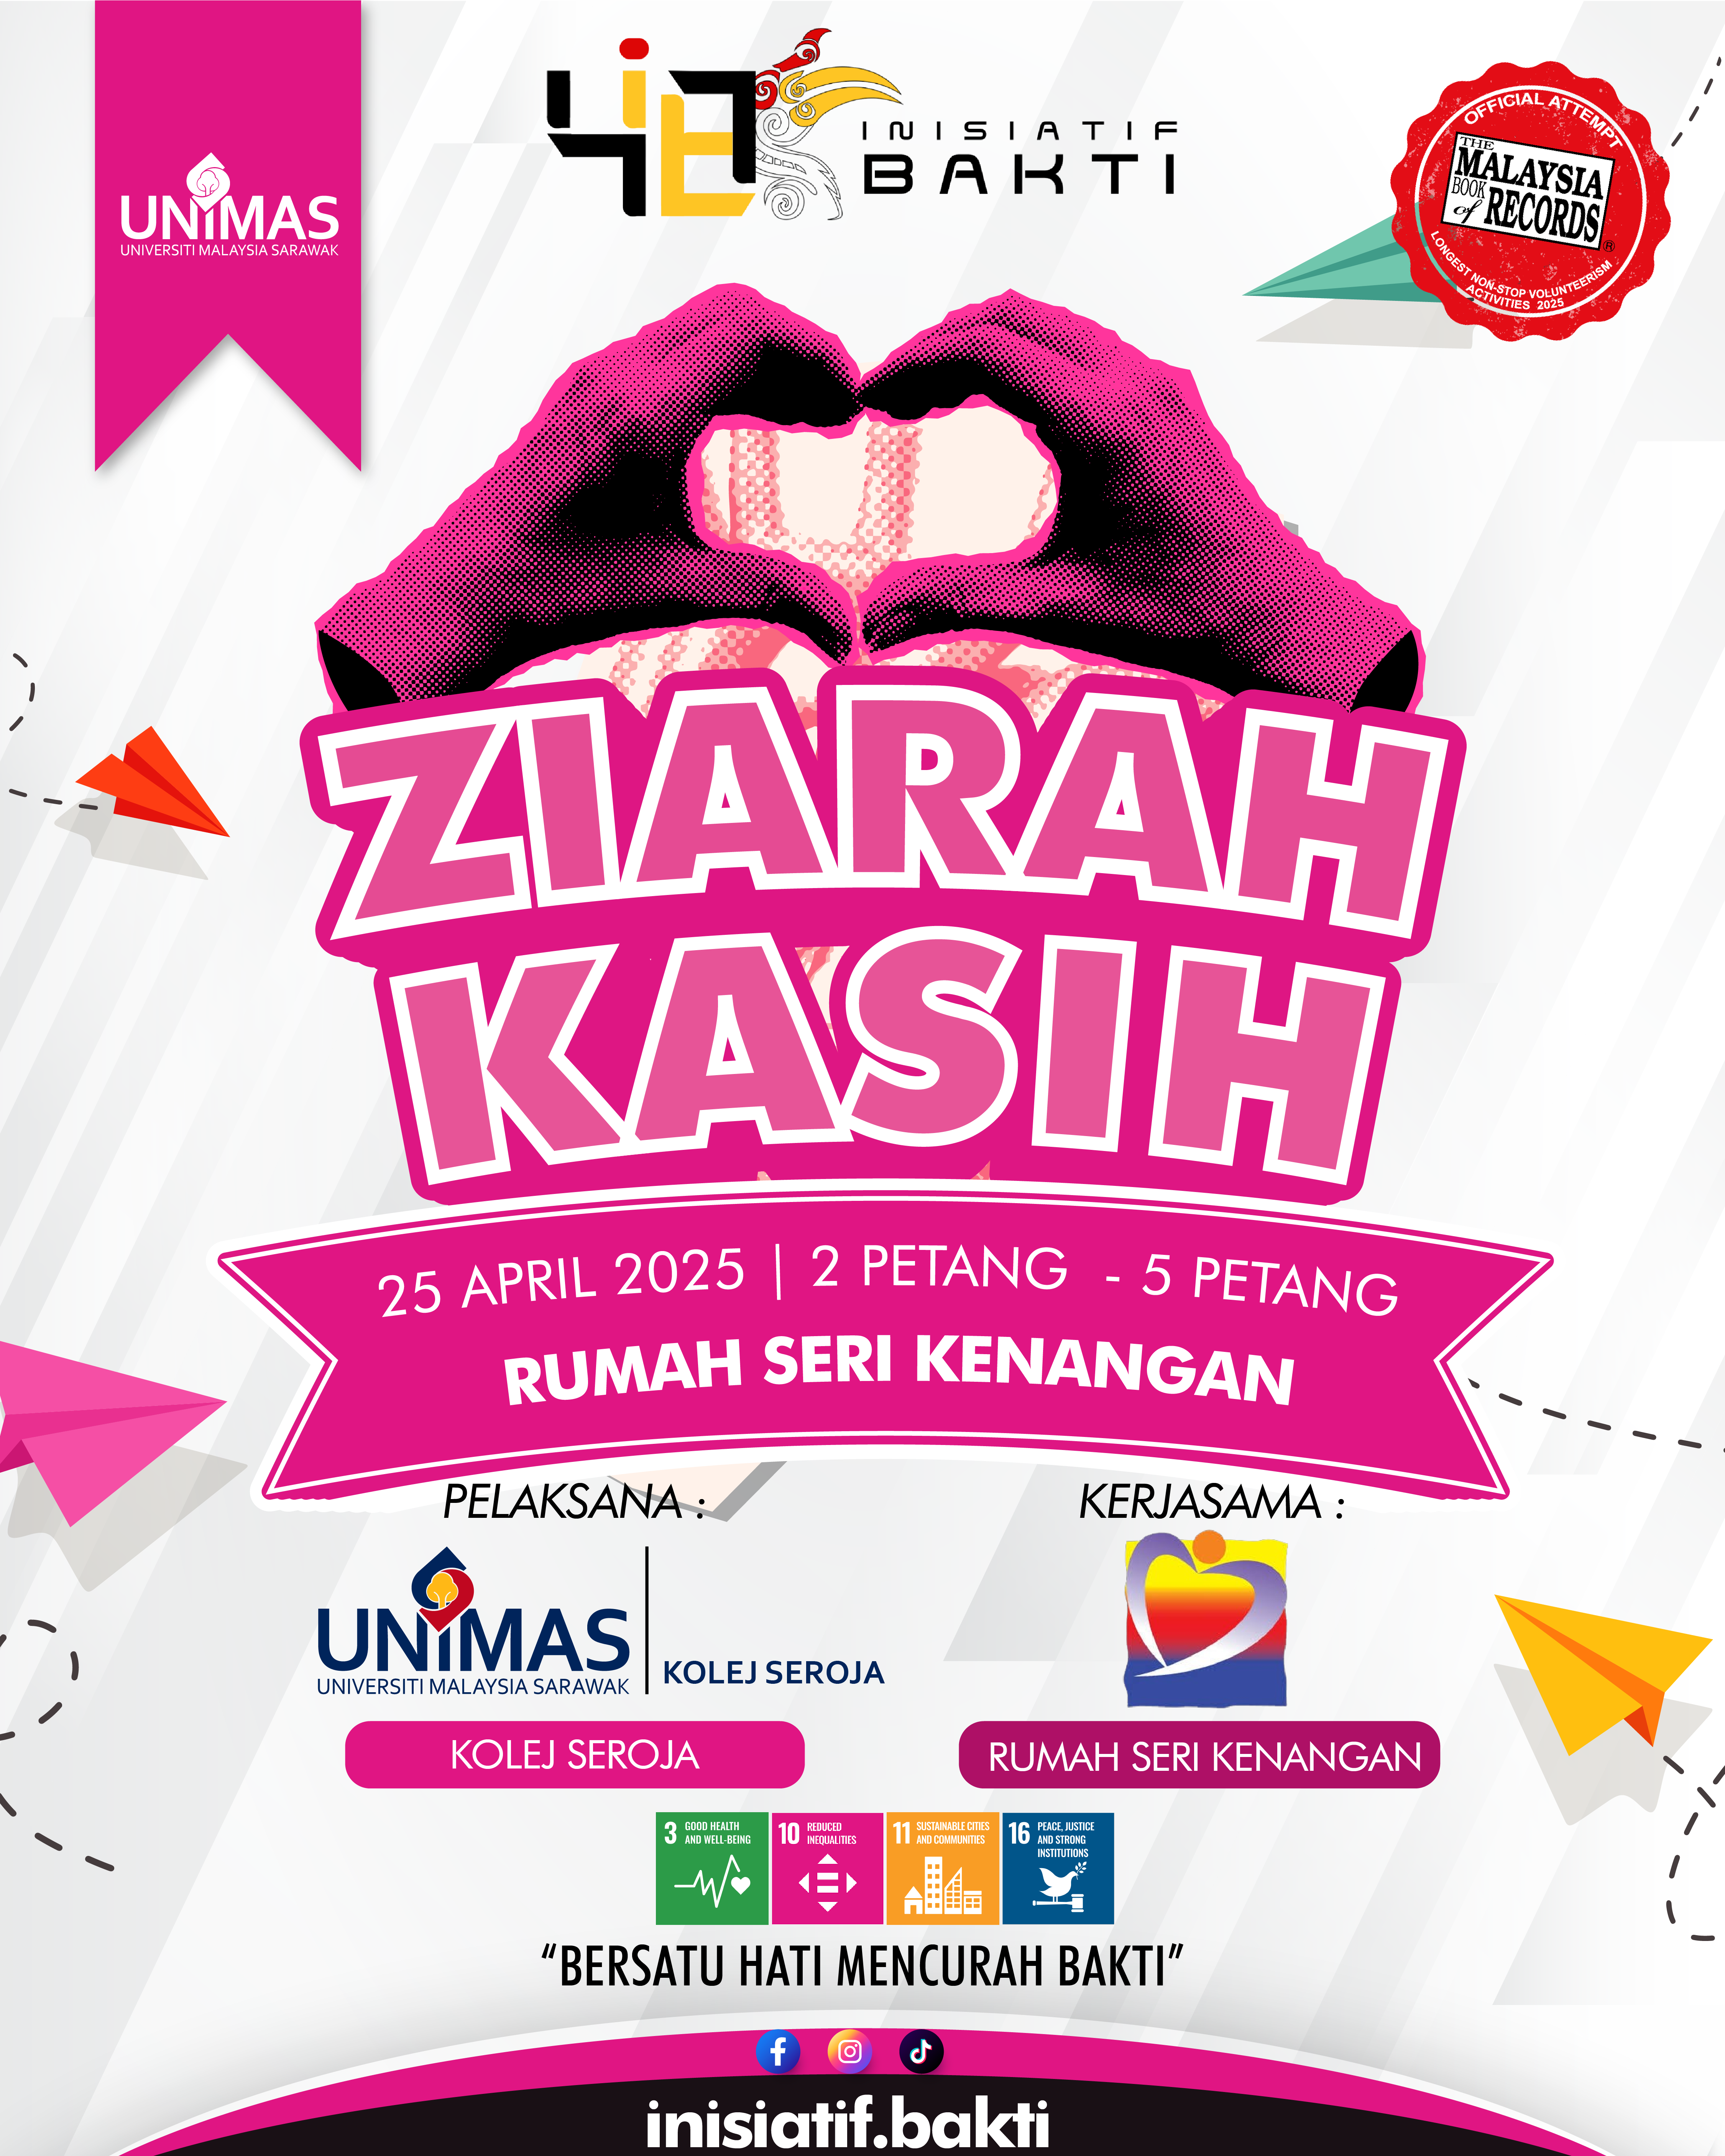 UNIMAS
UNIVERSITI MALAYSIA SARAWAK
INISIATIF
BAKTI
OFFICIAL ATTEMPT
THE
MALAYSIA
BOOK
of RECORDS®
LONGEST NON-STOP VOLUNTEERISM
ACTIVITIES 2025
ZIARAH
KASIH
25 APRIL 2025 | 2 PETANG - 5 PETANG
RUMAH SERI KENANGAN
PELAKSANA :
UNIMAS
UNIVERSITI MALAYSIA SARAWAK
KOLEJ SEROJA
KOLEJ SEROJA
KERJASAMA :
RUMAH SERI KENANGAN
3 GOOD HEALTH
AND WELL-BEING
10 REDUCED
INEQUALITIES
11 SUSTAINABLE CITIES
AND COMMUNITIES
16 PEACE, JUSTICE
AND STRONG
INSTITUTIONS
“BERSATU HATI MENCURAH BAKTI”
inisiatif.bakti